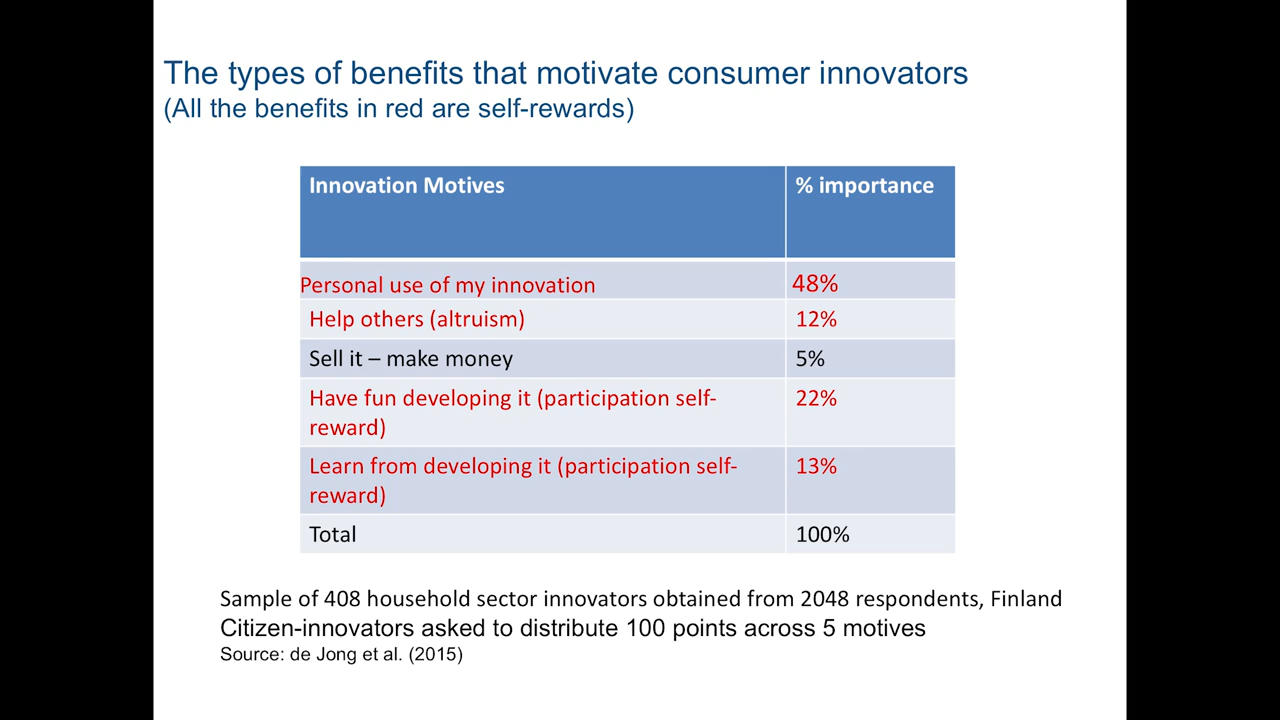 The types of benefits that motivate consumer innovators
(All the benefits in red are self-rewards)
Innovation Motives % importance
Personal use of my innovation 48%
Help others (altruism) 12%
Sell it – make money 5%
Have fun developing it (participation self- 22%
reward)
Learn from developing it (participation self- 13%
reward)
Total 100%
Sample of 408 household sector innovators obtained from 2048 respondents, Finland
Citizen-innovators asked to distribute 100 points across 5 motives
Source: de Jong et al. (2015)